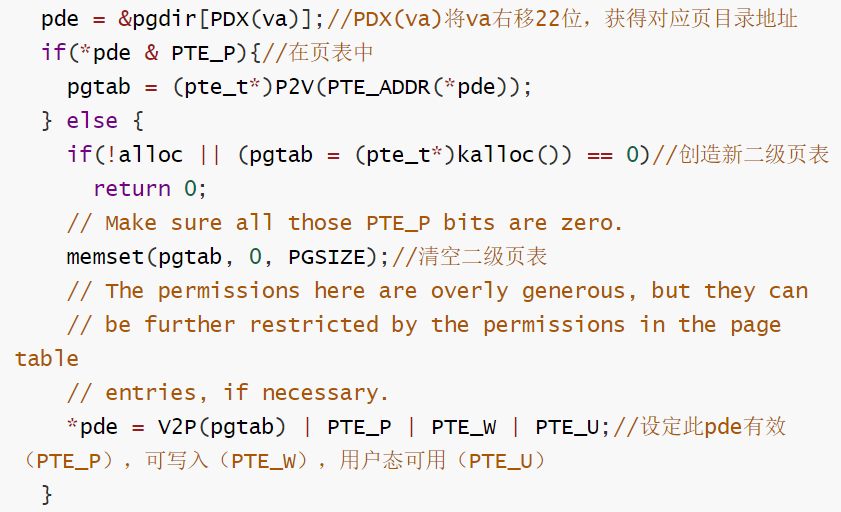 pde = &pgdir[PDX(va)];//PDX(va)将va右移22位，获得对应页目录地址
if(*pde & PTE_P){//在页表中
pgtab = (pte_t*)P2V(PTE_ADDR(*pde));
} else {
if(!alloc || (pgtab = (pte_t*)kalloc()) == 0)//创造新二级页表
return 0;
// Make sure all those PTE_P bits are zero.
memset(pgtab, 0, PGSIZE);//清空二级页表
// The permissions here are overly generous, but they can
// be further restricted by the permissions in the page
table
// entries, if necessary.
*pde = V2P(pgtab) | PTE_P | PTE_W | PTE_U;//设定此pde有效
（PTE_P），可写入（PTE_W），用户态可用（PTE_U）
}